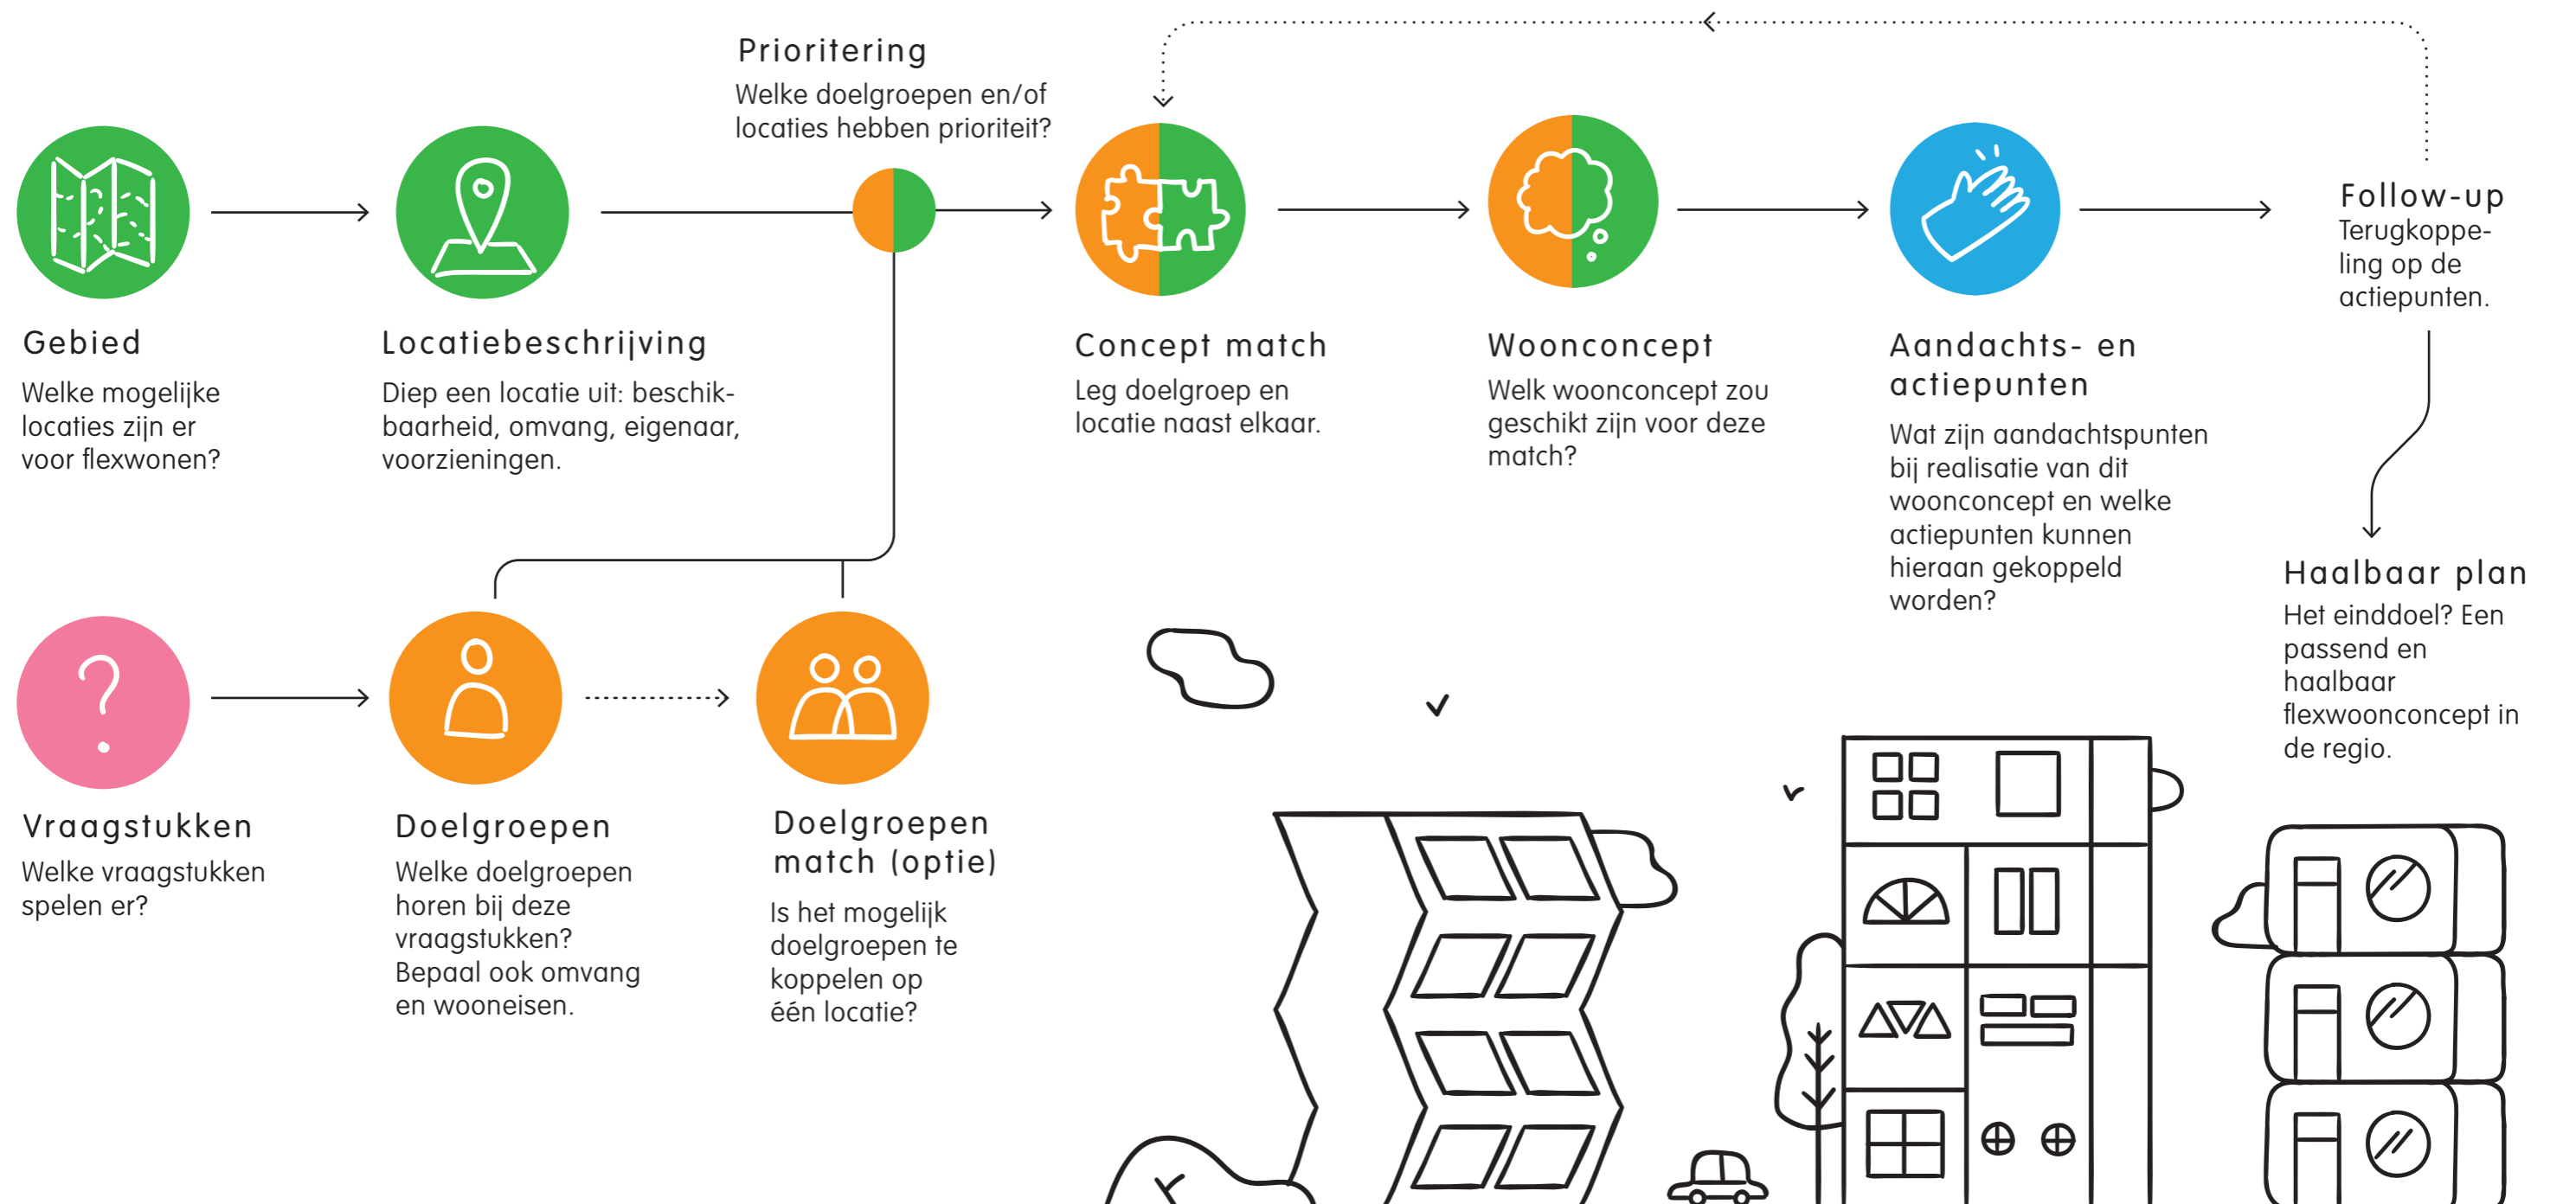 Prioritering
Welke doelgroepen en/of
locaties hebben prioriteit?
Gebied
Welke mogelijke
locaties zijn er
voor flexwonen?
Locatiebeschrijving
Diep een locatie uit: beschik-
baarheid, omvang, eigenaar,
voorzieningen.
Concept match
Leg doelgroep en
locatie naast elkaar.
Woonconcept
Welk woonconcept zou
geschikt zijn voor deze
match?
Aandachts- en
actiepunten
Wat zijn aandachtspunten
bij realisatie van dit
woonconcept en welke
actiepunten kunnen
hieraan gekoppeld
worden?
Follow-up
Terugkoppe-
ling op de
actiepunten.
Haalbaar plan
Het einddoel? Een
passend en
haalbaar
flexwoonconcept in
de regio.
Vraagstukken
Welke vraagstukken
spelen er?
Doelgroepen
Welke doelgroepen
horen bij deze
vraagstukken?
Bepaal ook omvang
en wooneisen.
Doelgroepen
match (optie)
Is het mogelijk
doelgroepen te
koppelen op
één locatie?